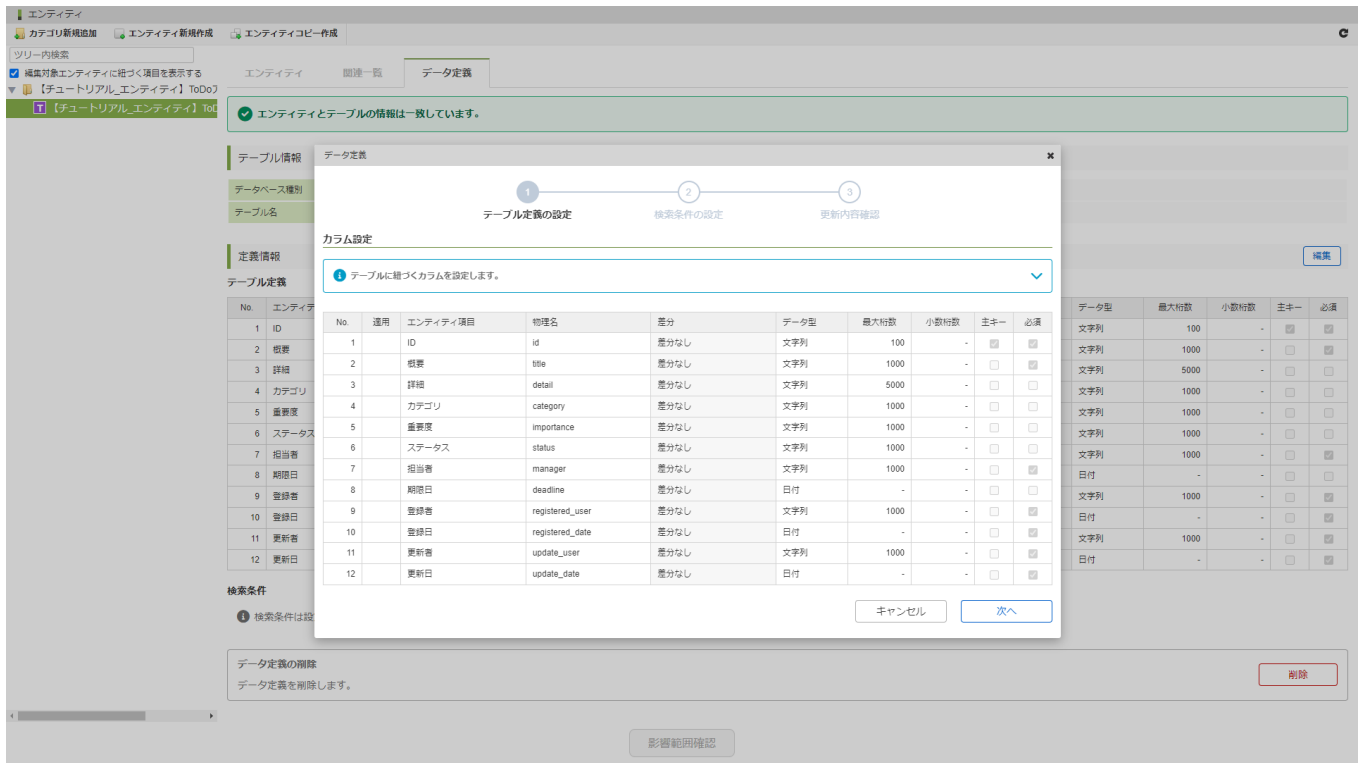 エンティティ
カテゴリ新規追加 エンティティ新規作成 エンティティコピー作成
ツリー内検索
編集対象エンティティに紐づく項目を表示する
【チュートリアル_エンティティ】ToDoア
【チュートリアル_エンティティ】ToD
エンティティ 関連一覧 データ定義
エンティティとテーブルの情報は一致しています。
テーブル情報
データベース種別
テーブル名
定義情報 編集
テーブル定義
No. エンティテ データ型 最大桁数 小数桁数 主キー 必須
1 ID 文字列 100 -
2 概要 文字列 1000 -
3 詳細 文字列 5000 -
4 カテゴリ 文字列 1000 -
5 重要度 文字列 1000 -
6 ステータス 文字列 1000 -
7 担当者 文字列 1000 -
8 期限日 日付 - -
9 登録者 文字列 1000 -
10 登録日 日付 - -
11 更新者 文字列 1000 -
12 更新日 日付 - -
検索条件
検索条件は設
データ定義の削除
データ定義を削除します。
削除
影響範囲確認
データ定義
1 2 3
テーブル定義の設定 検索条件の設定 更新内容確認
カラム設定
テーブルに紐づくカラムを設定します。
No. 適用 エンティティ項目 物理名 差分 データ型 最大桁数 小数桁数 主キー 必須
1 ID id 差分なし 文字列 100 -
2 概要 title 差分なし 文字列 1000 -
3 詳細 detail 差分なし 文字列 5000 -
4 カテゴリ category 差分なし 文字列 1000 -
5 重要度 importance 差分なし 文字列 1000 -
6 ステータス status 差分なし 文字列 1000 -
7 担当者 manager 差分なし 文字列 1000 -
8 期限日 deadline 差分なし 日付 - -
9 登録者 registered_user 差分なし 文字列 1000 -
10 登録日 registered_date 差分なし 日付 - -
11 更新者 update_user 差分なし 文字列 1000 -
12 更新日 update_date 差分なし 日付 - -
キャンセル 次へ